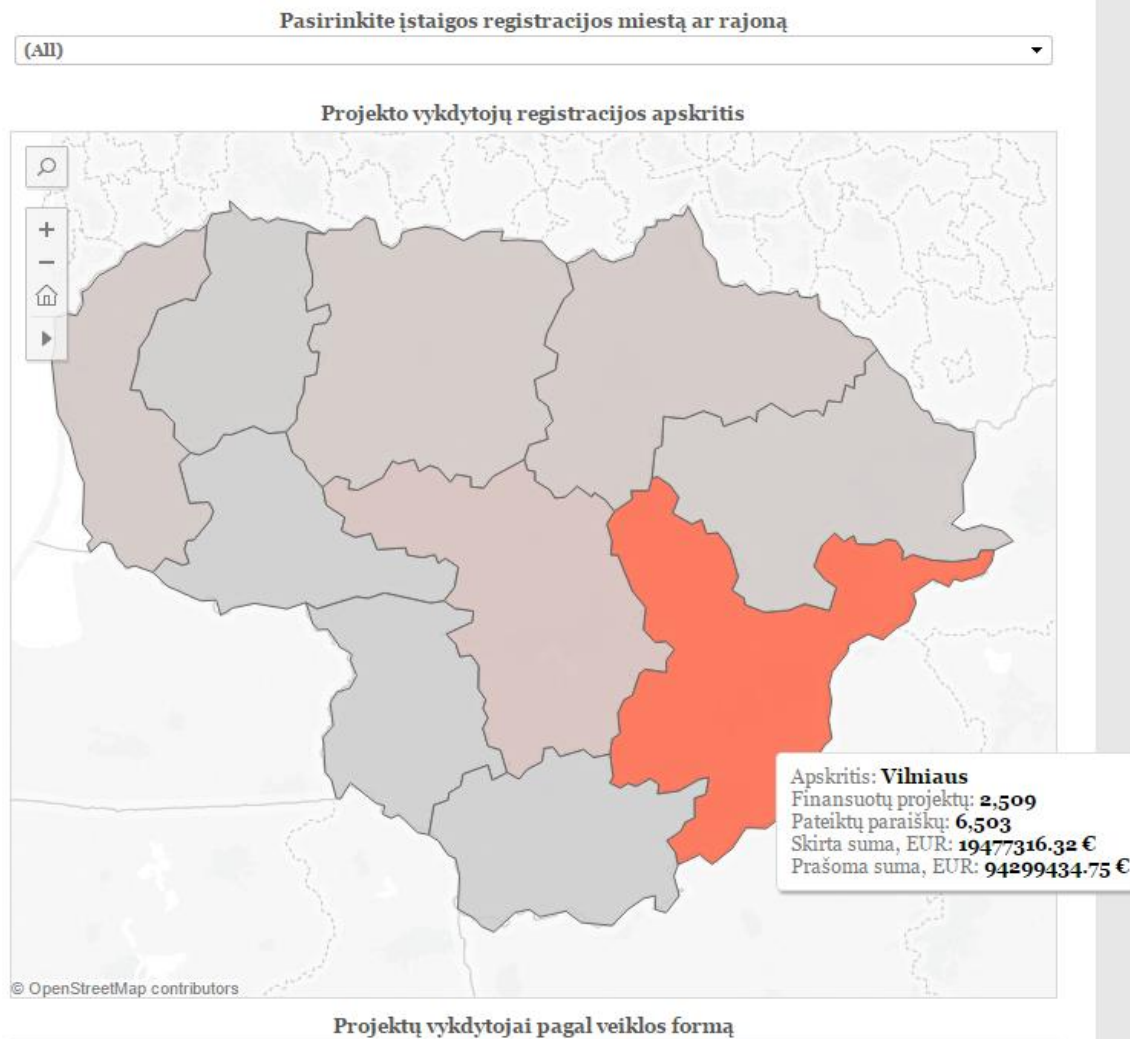 Pasirinkite įstaigos registracijos miestą ar rajoną
(All)
Projekto vykdytojų registracijos apskritis
Apskritis: Vilniaus
Finansuotų projektų: 2,509
Pateiktų paraiškų: 6,503
Skirta suma, EUR: 19477316.32 €
Prašoma suma, EUR: 94299434.75 €
© OpenStreetMap contributors
Projektų vykdytojai pagal veiklos formą